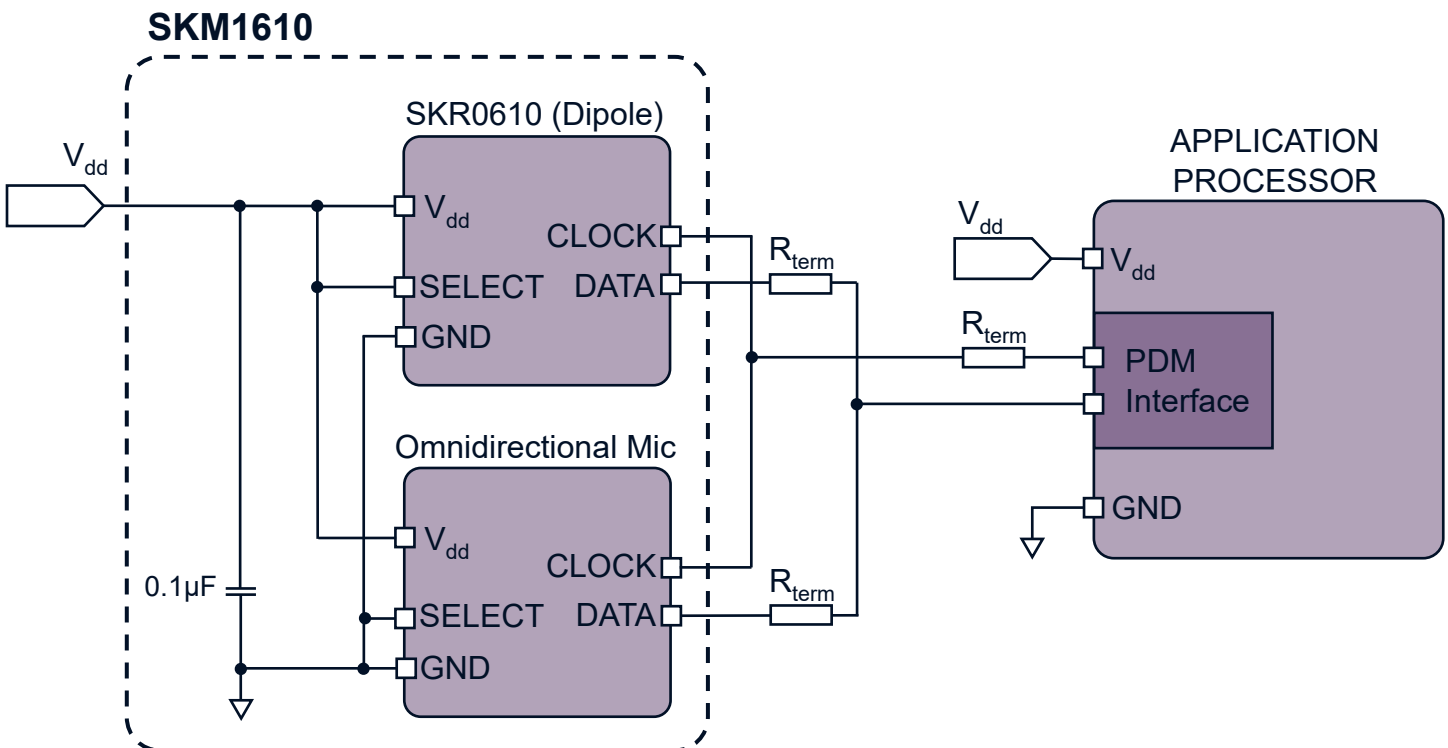 SKM1610
SKR0610 (Dipole)
Vdd
Vdd
CLOCK
SELECT
DATA
GND
Rterm
Omnidirectional Mic
Vdd
CLOCK
0.1µF
SELECT
DATA
GND
Rterm
APPLICATION
PROCESSOR
Vdd
Vdd
Rterm
PDM
Interface
GND